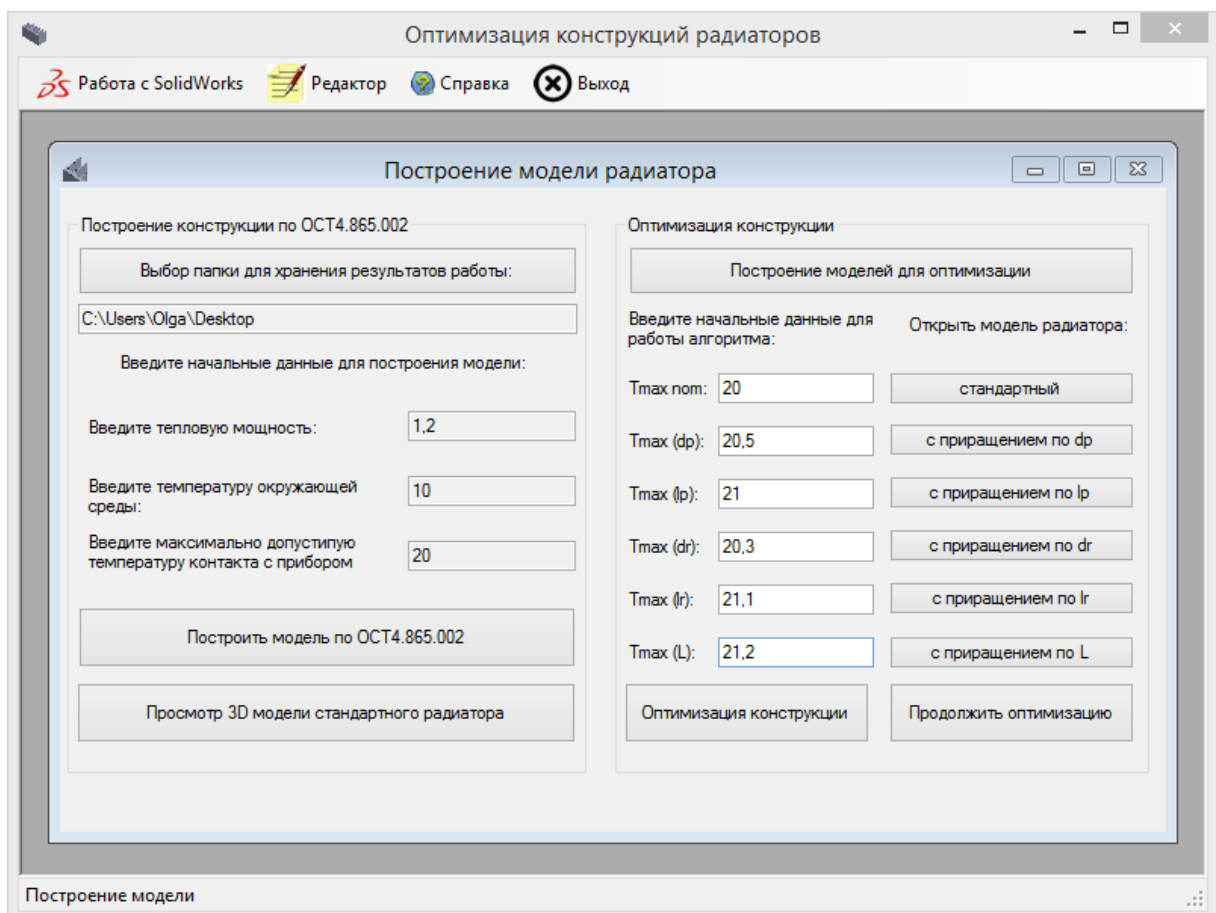 Оптимизация конструкций радиаторов
Работа с SolidWorks Редактор Справка Выход
Построение модели радиатора
Построение конструкции по ОСТ4.865.002
Выбор папки для хранения результатов работы:
C:\Users\Olga\Desktop
Введите начальные данные для построения модели:
Введите тепловую мощность:
1,2
Введите температуру окружающей
среды:
10
Введите максимально допустипую
температуру контакта с прибором
20
Построить модель по ОСТ4.865.002
Просмотр 3D модели стандартного радиатора
Оптимизация конструкции
Построение моделей для оптимизации
Введите начальные данные для
работы алгоритма:
Открыть модель радиатора:
Tmax nom: 20 стандартный
Tmax (dp): 20,5 с приращением по dp
Tmax (lp): 21 с приращением по lp
Tmax (dr): 20,3 с приращением по dr
Tmax (lr): 21,1 с приращением по lr
Tmax (L): 21,2 с приращением по L
Оптимизация конструкции Продолжить оптимизацию
Построение модели